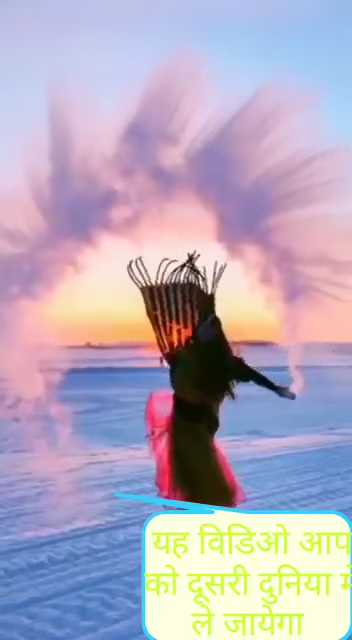 यह विडिओ आप
को दूसरी दुनिया में
ले जायेगा